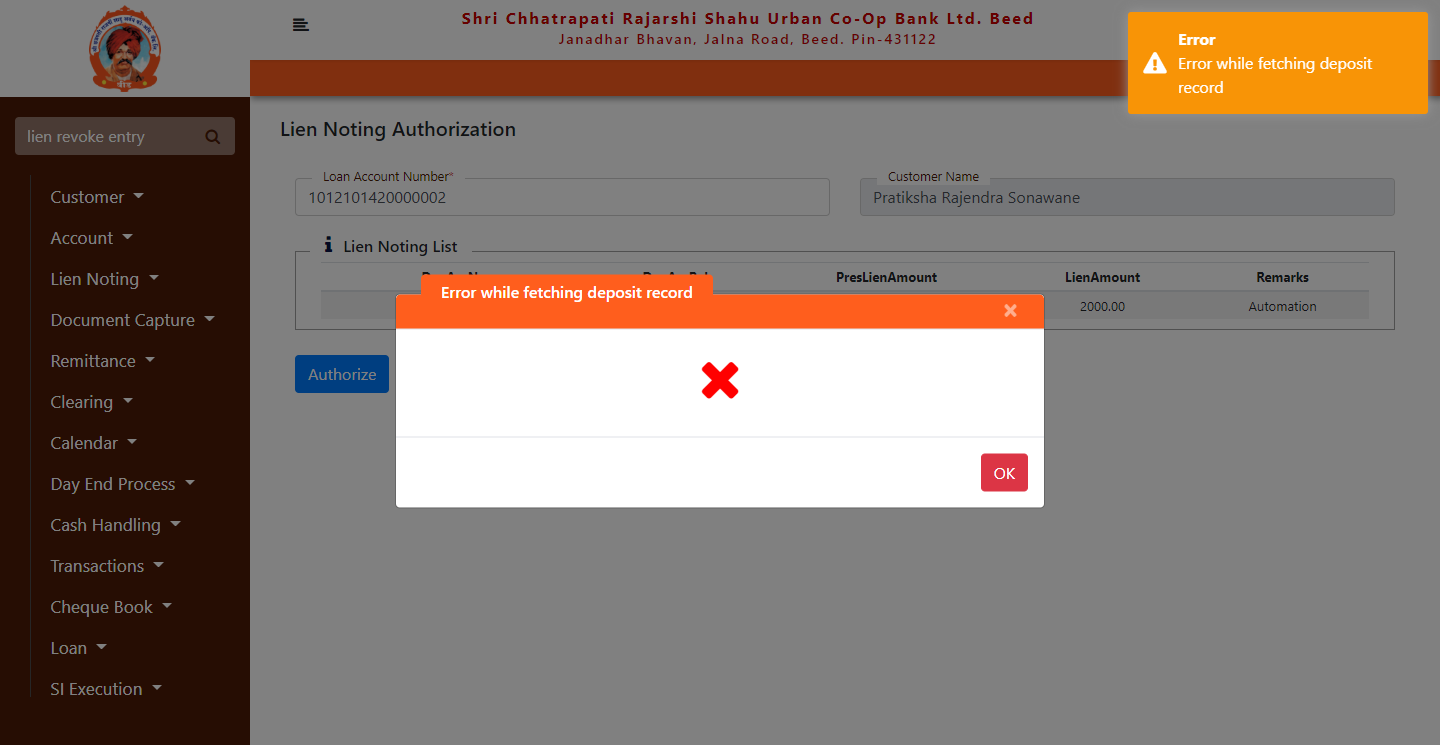 Shri Chhatrapati Rajarshi Shahu Urban Co-Op Bank Ltd. Beed
Janadhar Bhavan, Jalna Road, Beed. Pin-431122
Error
Error while fetching deposit
record
lien revoke entry
Customer
Account
Lien Noting
Document Capture
Remittance
Clearing
Calendar
Day End Process
Cash Handling
Transactions
Cheque Book
Loan
SI Execution
Lien Noting Authorization
Loan Account Number*
1012101420000002
Customer Name
Pratiksha Rajendra Sonawane
Lien Noting List
PresLienAmount LienAmount Remarks
2000.00 Automation
Authorize
Error while fetching deposit record
×
OK